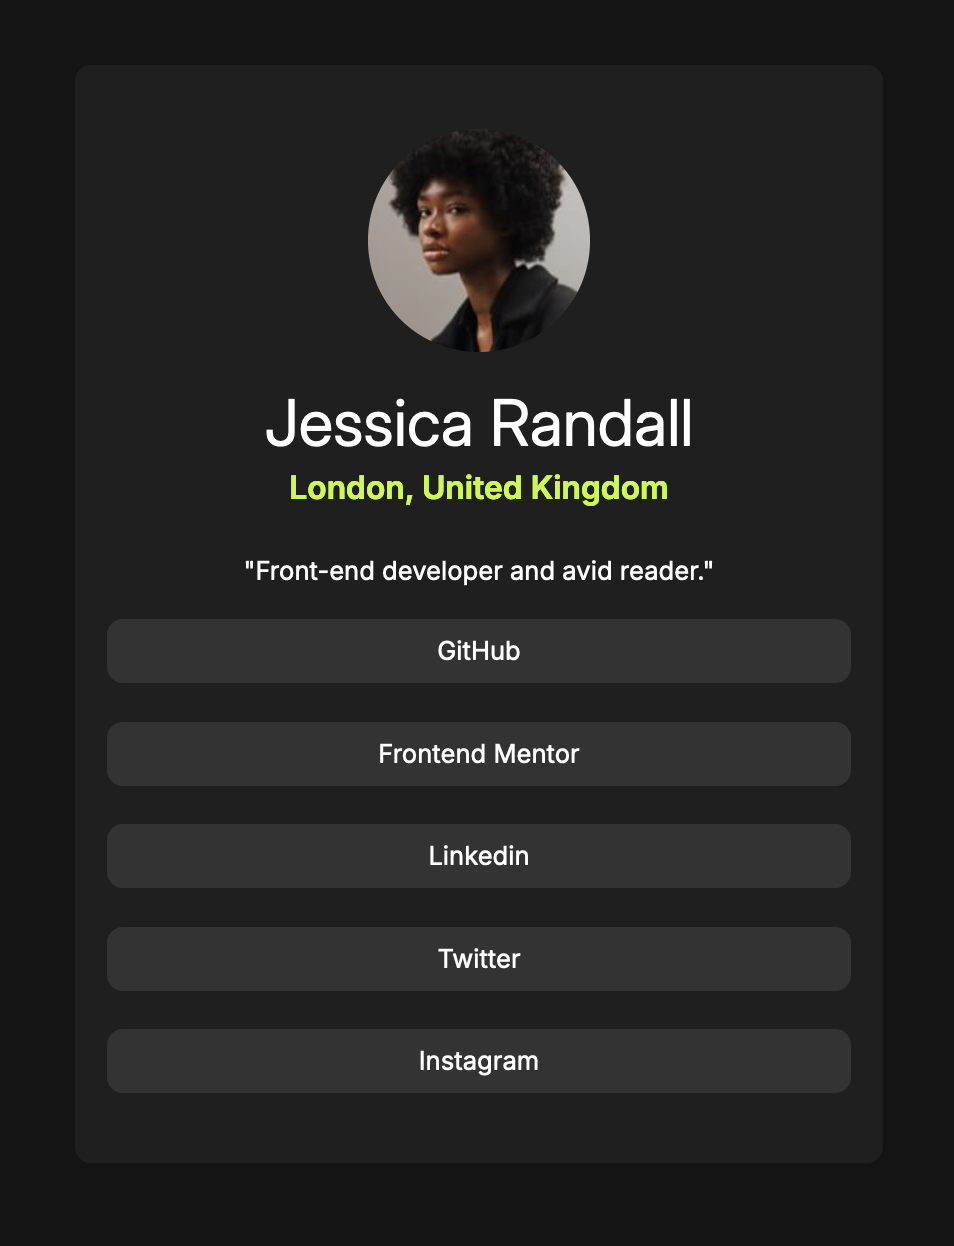 Jessica Randall
London, United Kingdom
"Front-end developer and avid reader."
GitHub
Frontend Mentor
Linkedin
Twitter
Instagram